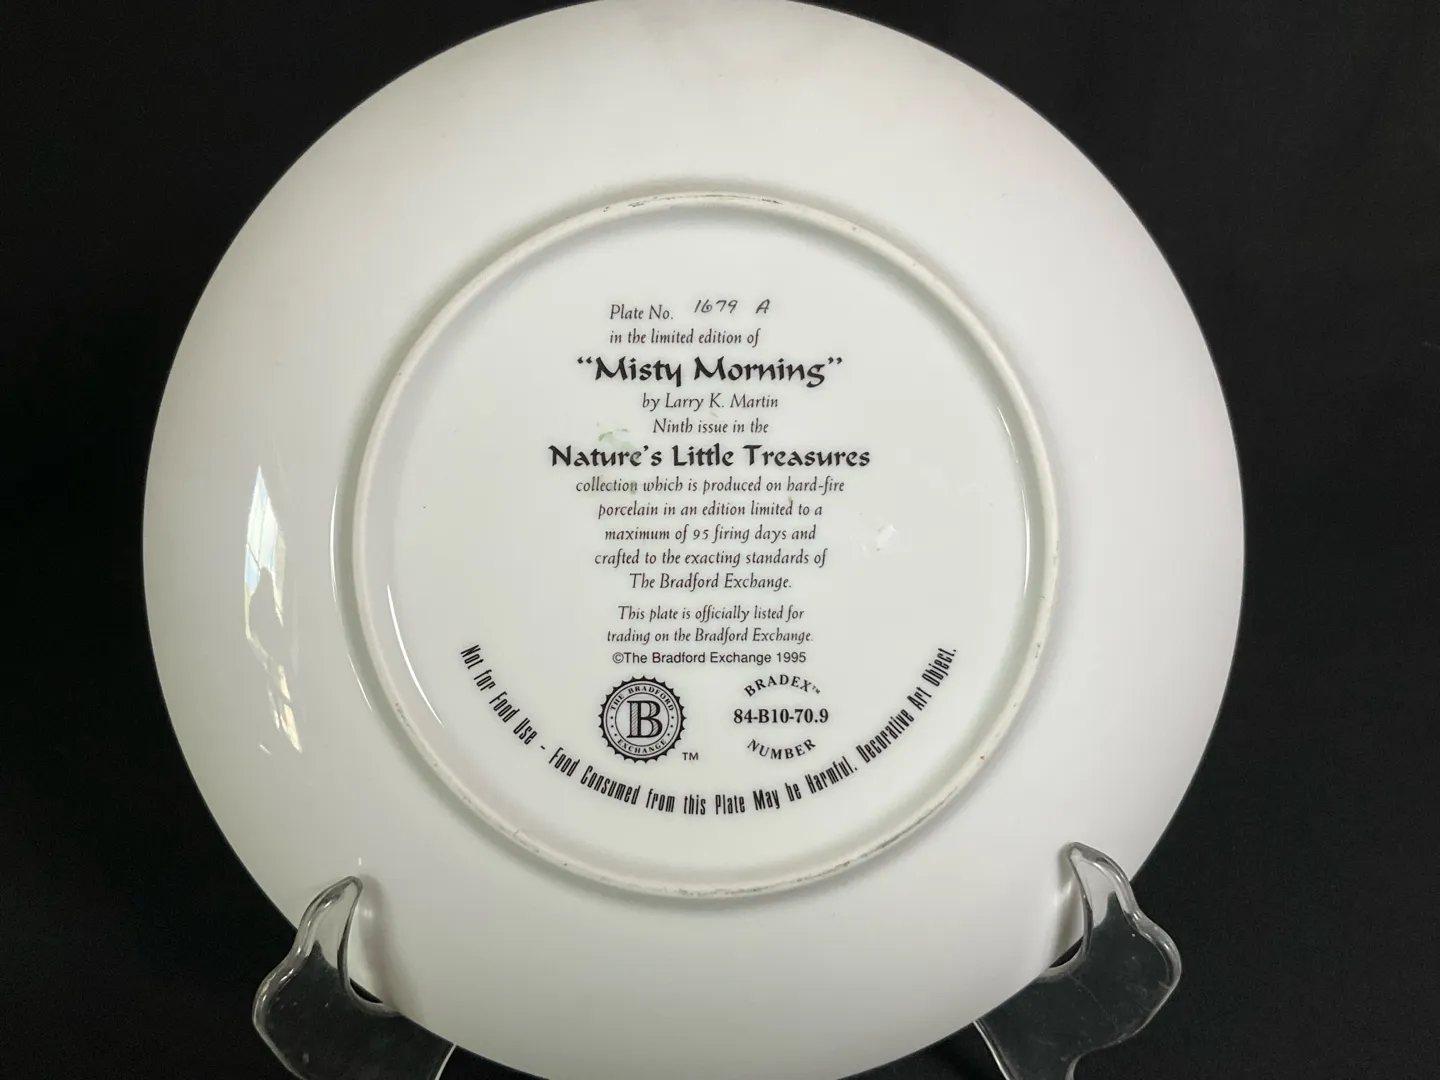 Plate No. 1679 A
in the limited edition of
“Misty Morning”
by Larry K. Martin
Ninth issue in the
Nature's Little Treasures
collection which is produced on hard-fire
porcelain in an edition limited to a
maximum of 95 firing days and
crafted to the exacting standards of
The Bradford Exchange.
This plate is officially listed for
trading on the Bradford Exchange.
©The Bradford Exchange 1995
THE BRADFORD
B
EXCHANGE
TM
BRADEX™
84-B10-70.9
NUMBER
Not for Food Use - Food Consumed from this Plate May be Harmful. Decorative Art Object.